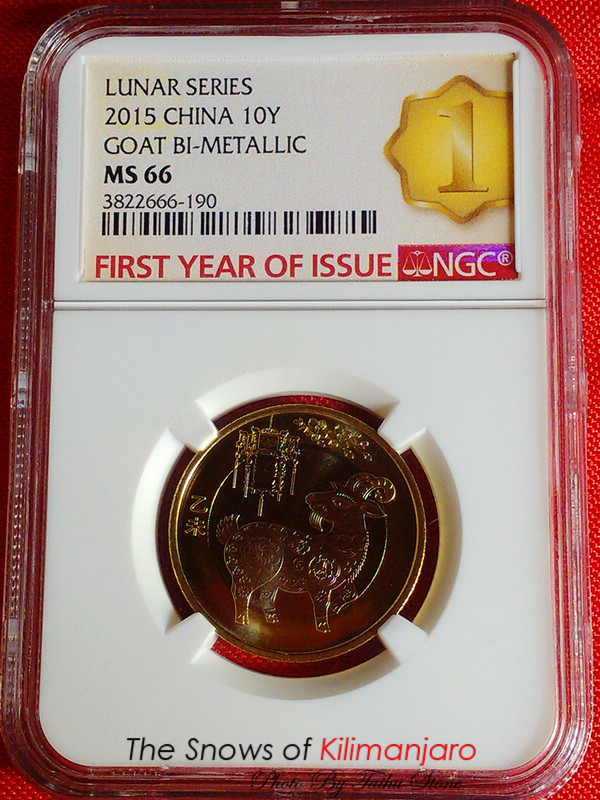 LUNAR SERIES
2015 CHINA 10Y
GOAT BI-METALLIC
MS 66
3822666-190
1
FIRST YEAR OF ISSUE NGC®
乙未
The Snows of Kilimanjaro
Photo By Taihu Stone